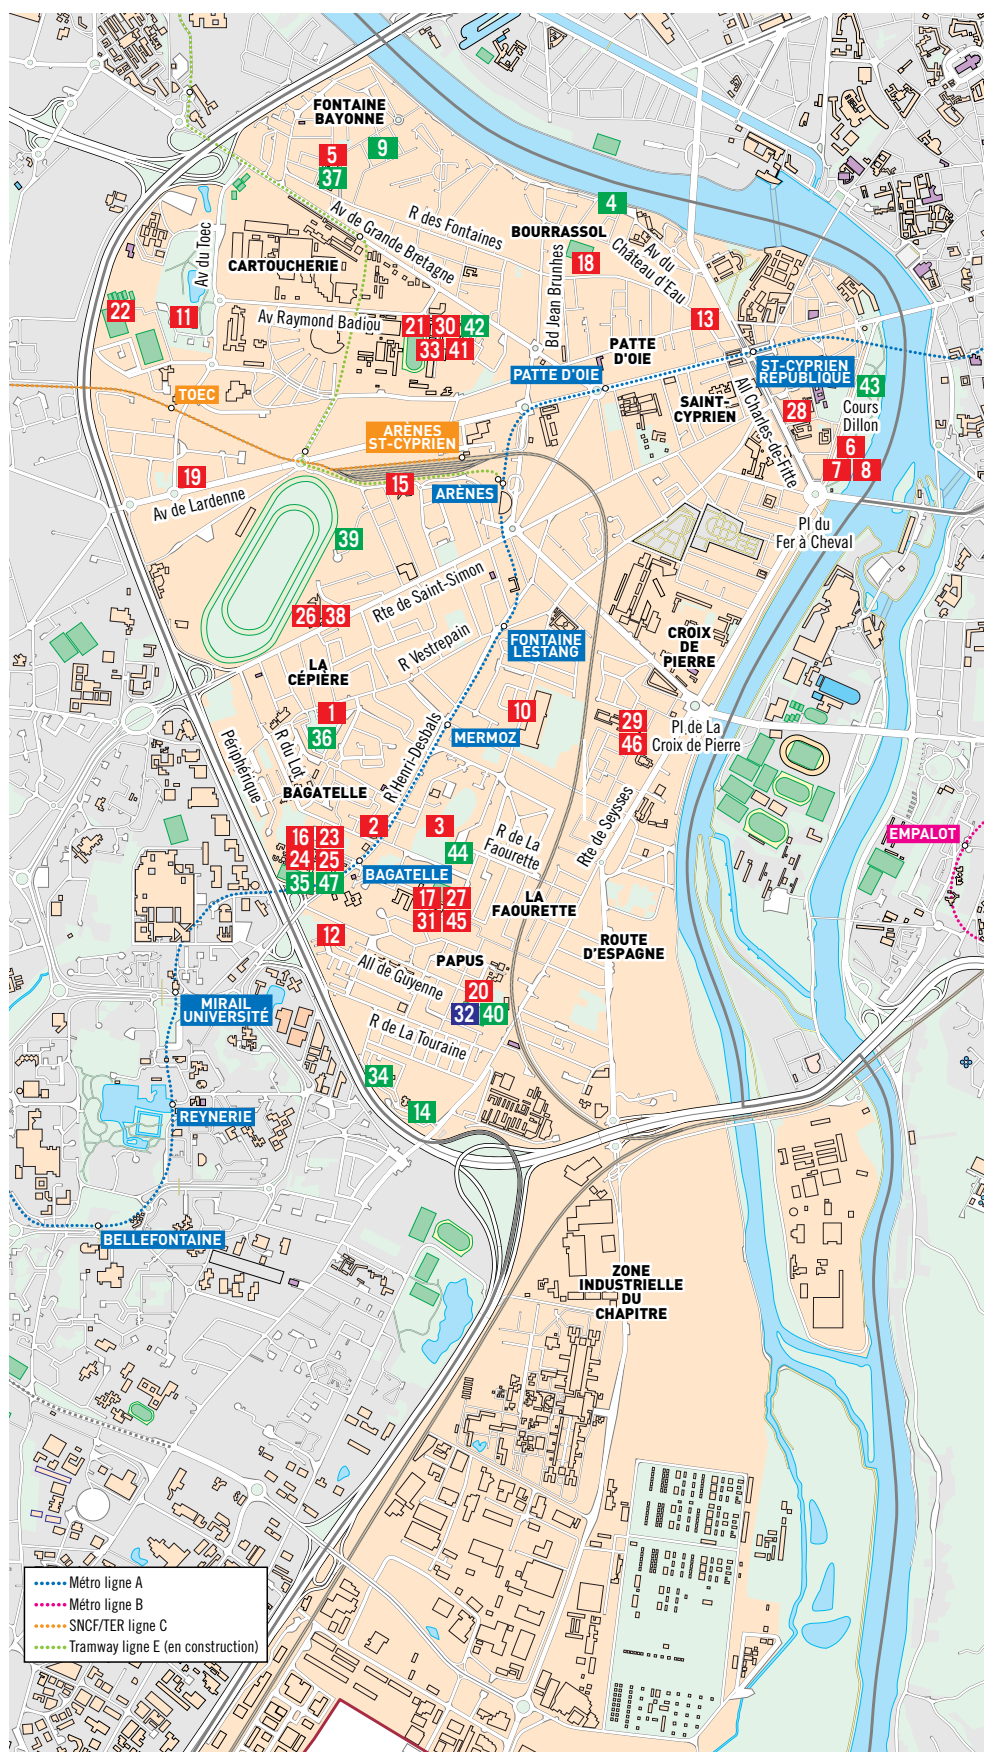 FONTAINE
BAYONNE
5
9
37
4
Av de Grande Bretagne
R des Fontaines
BOURRASSOL
Av du
Château d'Eau
18
Av du Toec
CARTOUCHERIE
Bd Jean Brunhes
22
11
Av Raymond Badiou
21 30 42
33 41
13
PATTE
D'OIE
PATTE D'OIE
ST-CYPRIEN
RÉPUBLIQUE
TOEC
SAINT-
CYPRIEN
All Charles-de-Fitte
43
28
Cours
Dillon
ARÈNES
ST-CYPRIEN
6
7 8
19
15
ARÈNES
Av de Lardenne
Pl du
Fer à Cheval
39
Rte de Saint-Simon
26 38
R Vestrepain
FONTAINE
LESTANG
CROIX
DE
PIERRE
LA
CÉPIÈRE
1
36
10
29
46
Pl de La
Croix de Pierre
MERMOZ
R Henri-Desbals
R du Lot
Périphérique
BAGATELLE
16 23
24 25
35 47
2
3
44
R de La
Faourette
Rte de Seysses
EMPALOT
BAGATELLE
17 27
31 45
LA
FAOURETTE
12
ROUTE
D'ESPAGNE
PAPUS
All de Guyenne
20
32 40
MIRAIL
UNIVERSITÉ
R de La Touraine
34
14
REYNERIE
BELLEFONTAINE
ZONE
INDUSTRIELLE
DU
CHAPITRE
Métro ligne A
Métro ligne B
SNCF/TER ligne C
Tramway ligne E (en construction)